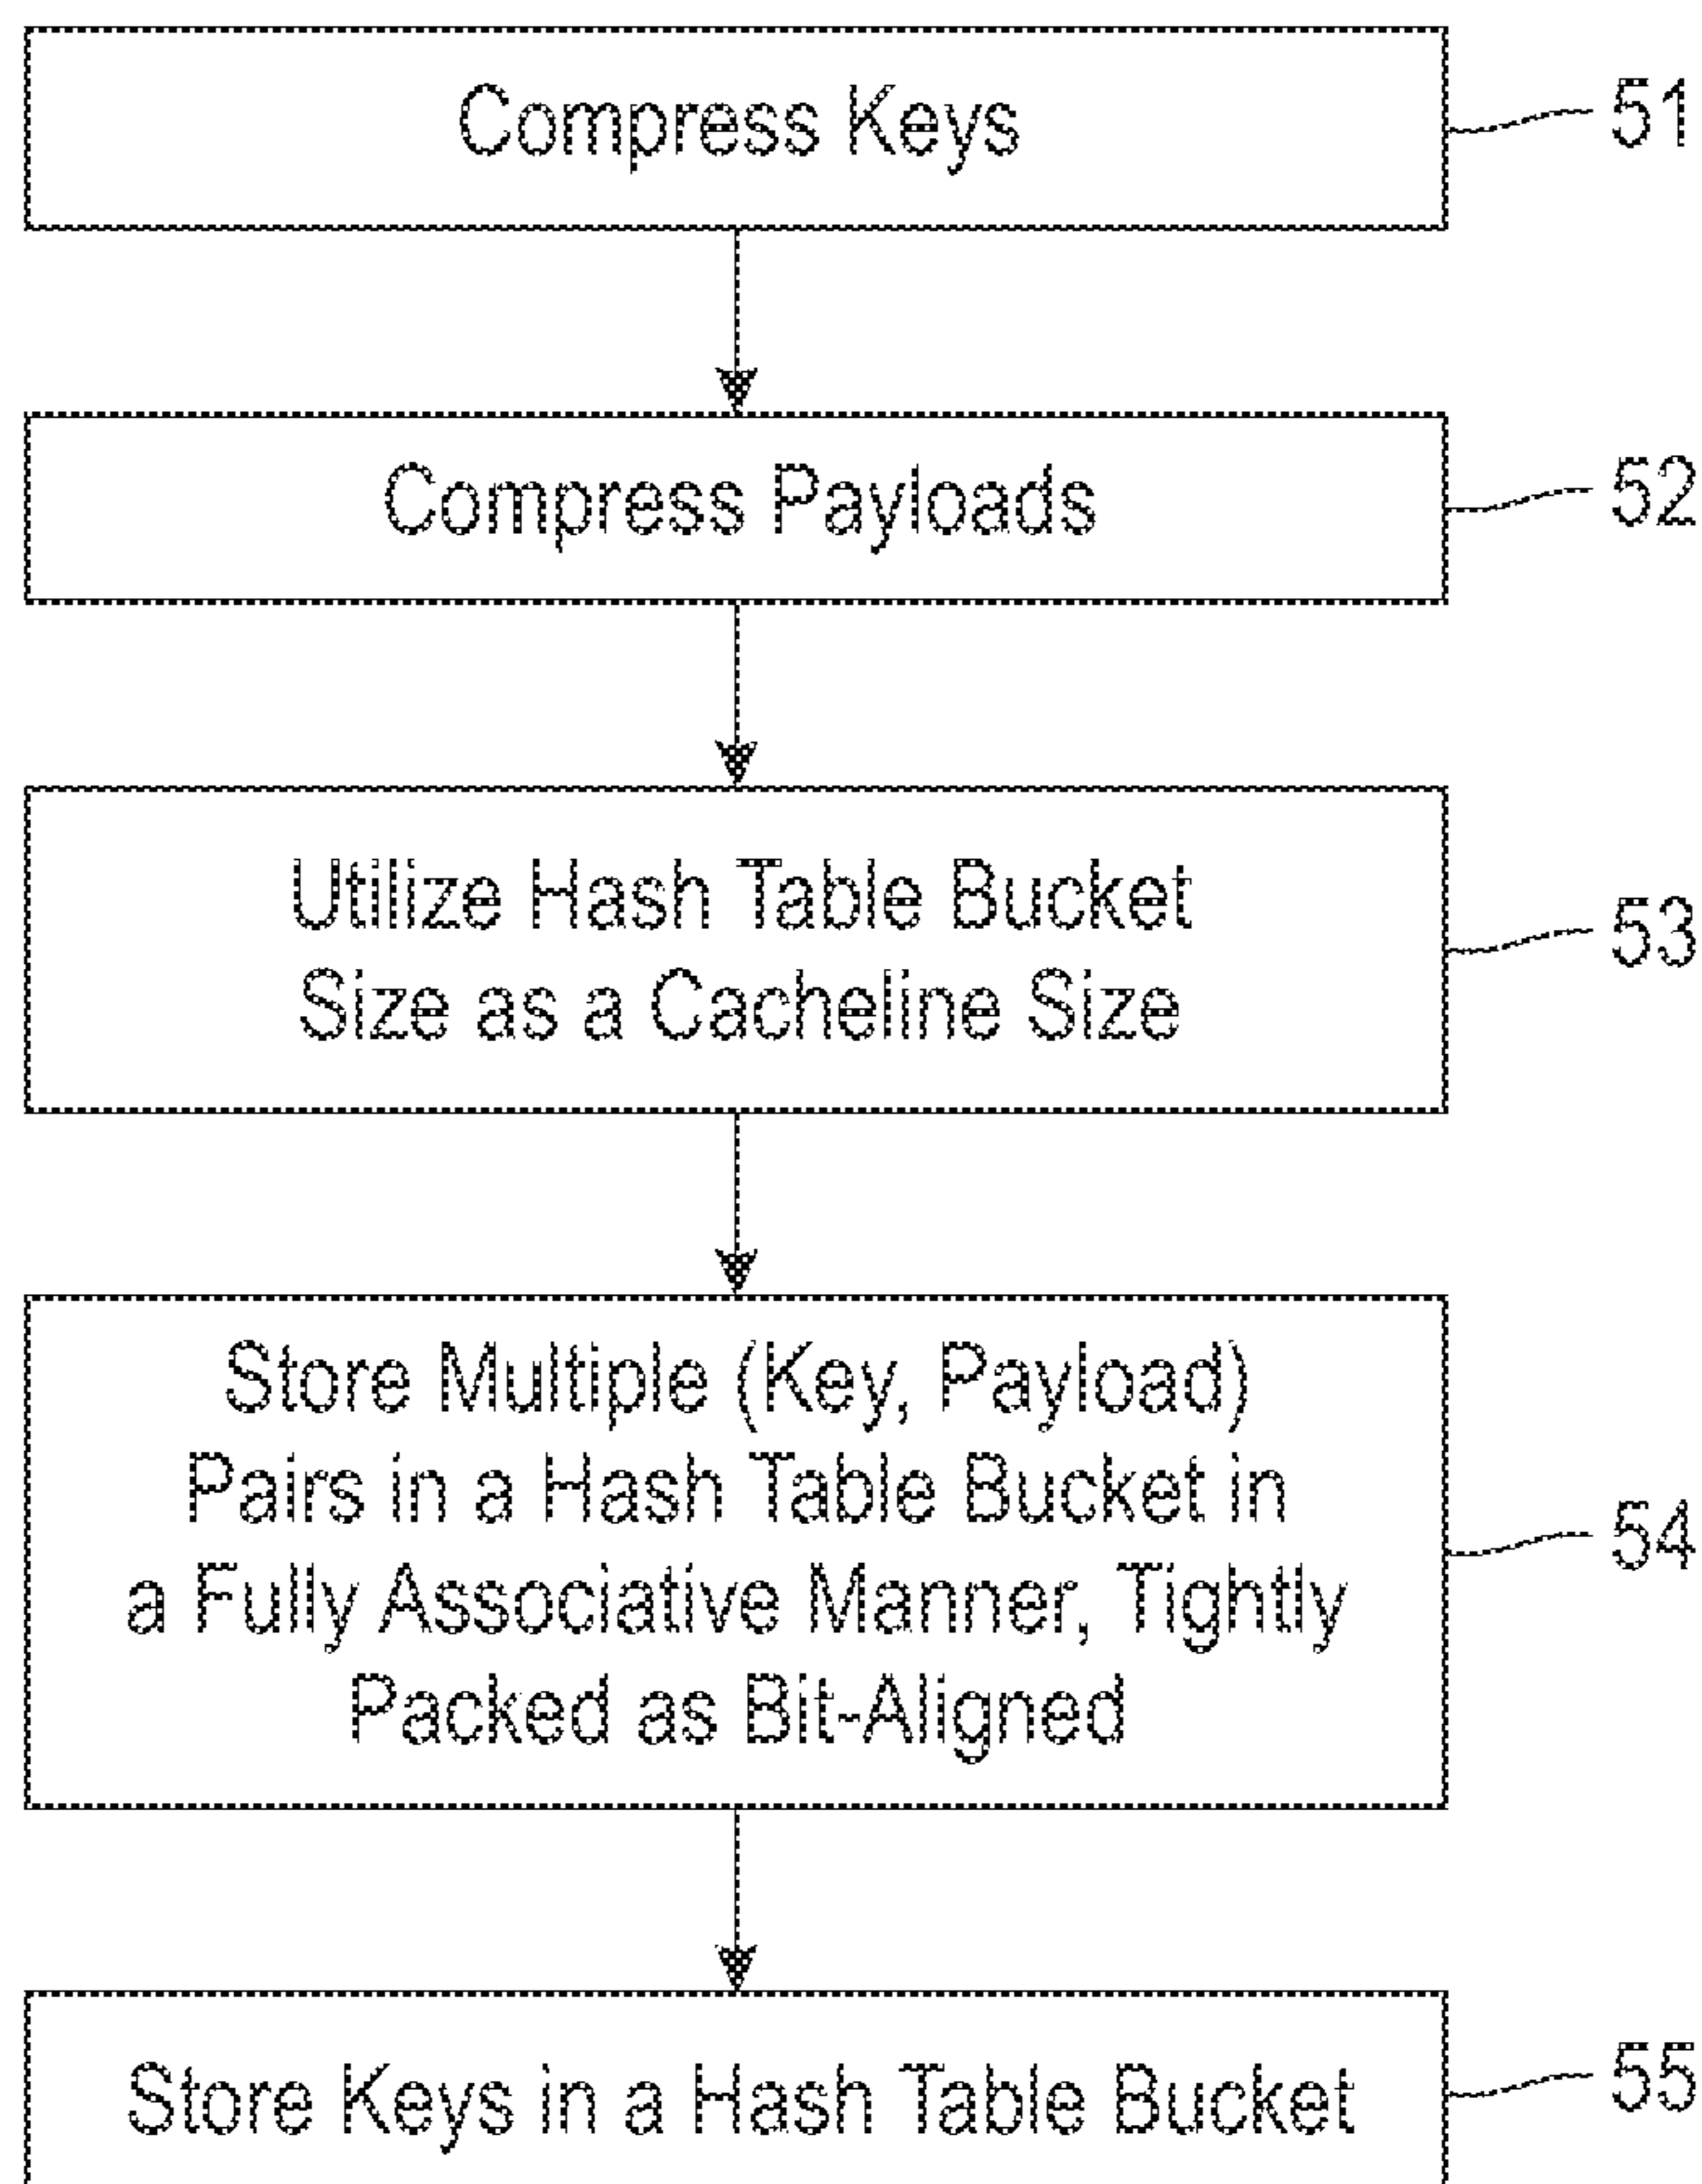 Compress Keys
51
Compress Payloads
52
Utilize Hash Table Bucket
Size as a Cacheline Size
53
Store Multiple (Key, Payload)
Pairs in a Hash Table Bucket in
a Fully Associative Manner, Tightly
Packed as Bit-Aligned
54
Store Keys in a Hash Table Bucket
55